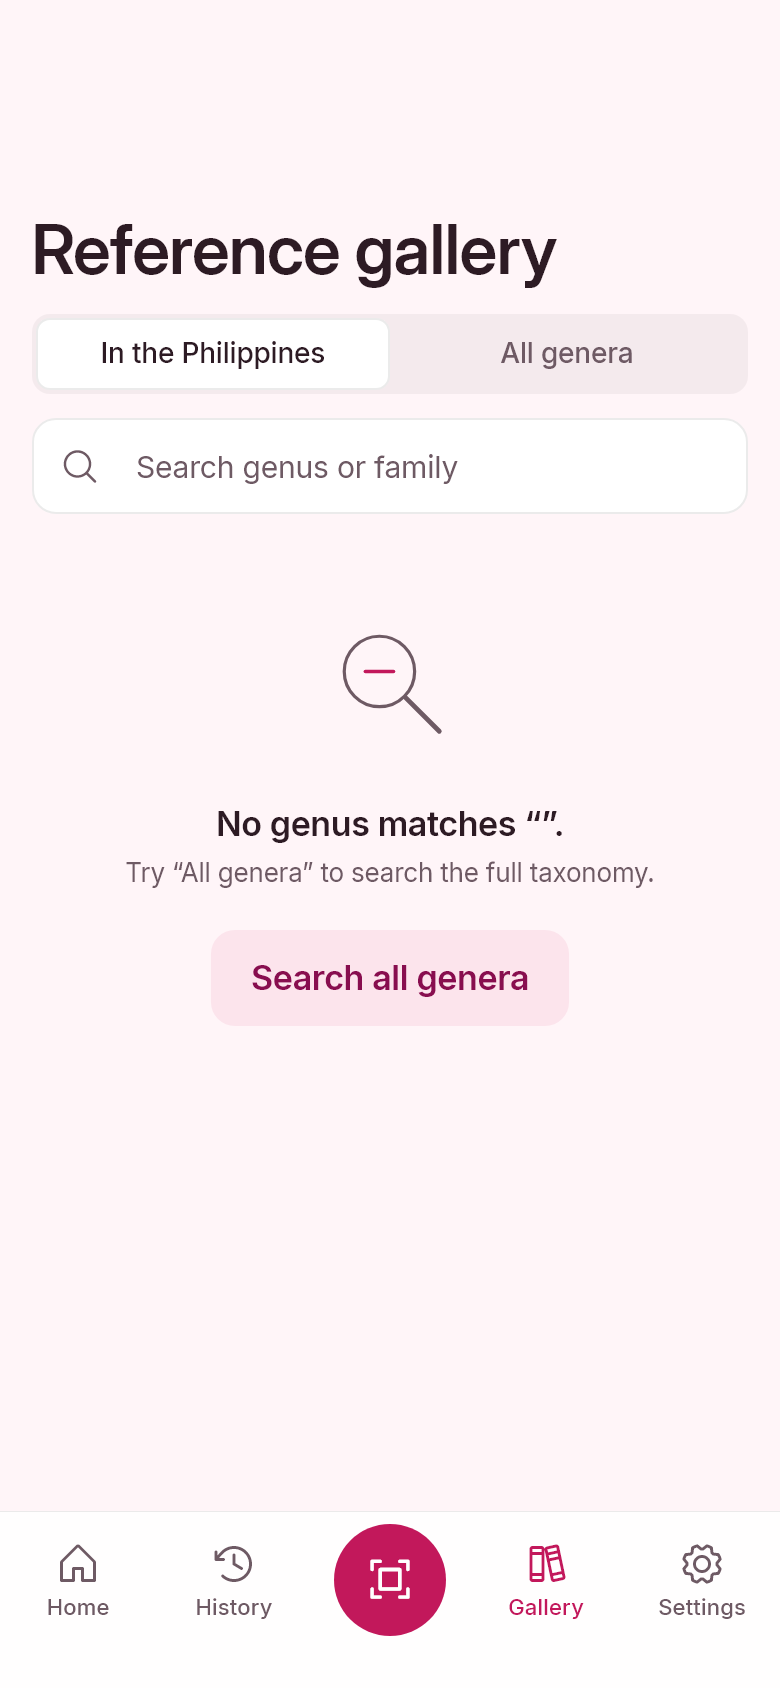 Reference gallery
In the Philippines
All genera
Search genus or family
No genus matches “”.
Try “All genera” to search the full taxonomy.
Search all genera
Home
History
Gallery
Settings